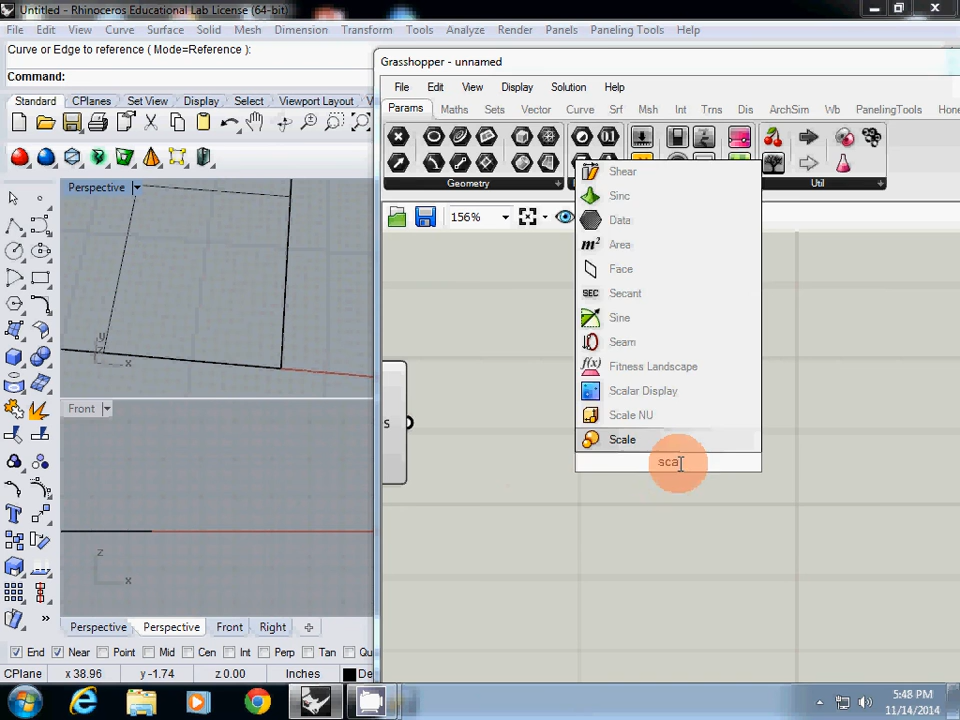 Untitled - Rhinoceros Educational Lab License (64-bit)
File Edit View Curve Surface Solid Mesh Dimension Transform Tools Analyze Render Panels Paneling Tools Help
Curve or Edge to reference ( Mode=Reference ):
Command:
Standard CPlanes Set View Display Select Viewport Layout
Grasshopper - unnamed
File Edit View Display Solution Help
Params Maths Sets Vector Curve Srf Msh Int Trns Dis ArchSim Wb PanelingTools Hone
Geometry
Util
156%
Perspective
Shear
Sinc
Data
m² Area
Face
SEC Secant
Sine
Seam
f(x) Fitness Landscape
Scalar Display
Scale NU
Scale
sca
s
x
Front
z
x
Perspective Perspective Front Right
End Near Point Mid Cen Int Perp Tan Qu
CPlane x 38.96 y -1.74 z 0.00 Inches De
5:48 PM
11/14/2014